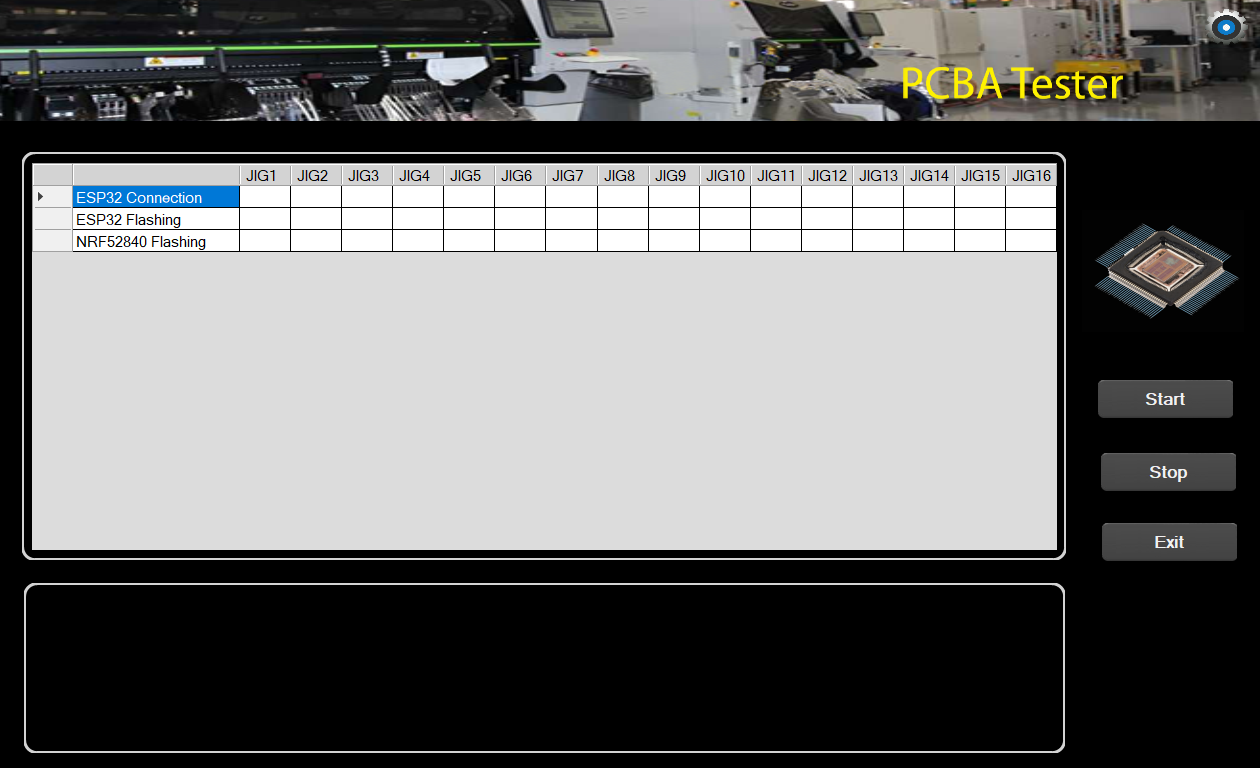 PCBA Tester
JIG1 JIG2 JIG3 JIG4 JIG5 JIG6 JIG7 JIG8 JIG9 JIG10 JIG11 JIG12 JIG13 JIG14 JIG15 JIG16
ESP32 Connection
ESP32 Flashing
NRF52840 Flashing
Start
Stop
Exit